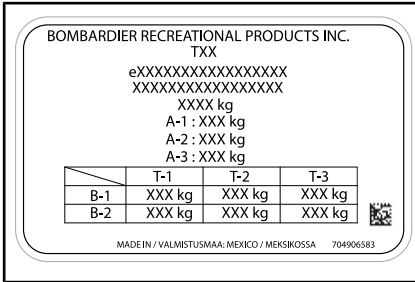 BOMBARDIER RECREATIONAL PRODUCTS INC.
TXX
eXXXXXXXXXXXXXXXXX
XXXXXXXXXXXXXXXXX
XXXX kg
A-1 : XXX kg
A-2 : XXX kg
A-3 : XXX kg
T-1 T-2 T-3
B-1 XXX kg XXX kg XXX kg
B-2 XXX kg XXX kg XXX kg
MADE IN / VALMISTUSMAA: MEXICO / MEKSIKOSSA 704906583